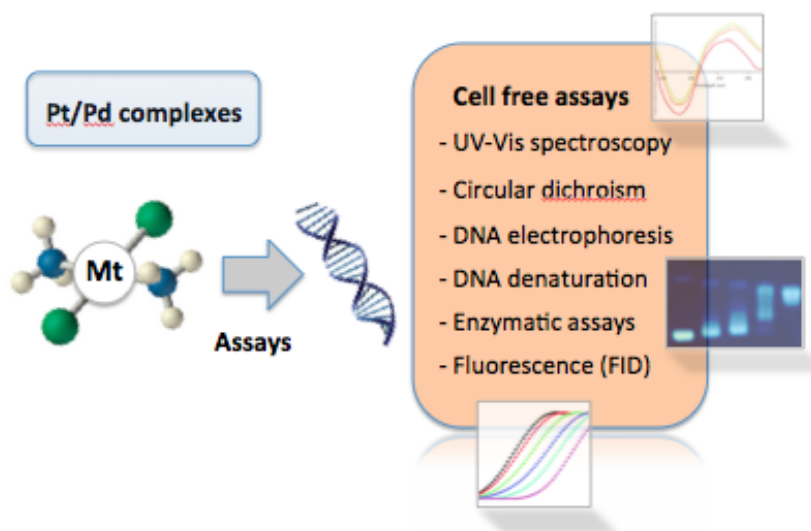 Pt/Pd complexes
Mt
Assays
Cell free assays
- UV-Vis spectroscopy
- Circular dichroism
- DNA electrophoresis
- DNA denaturation
- Enzymatic assays
- Fluorescence (FID)